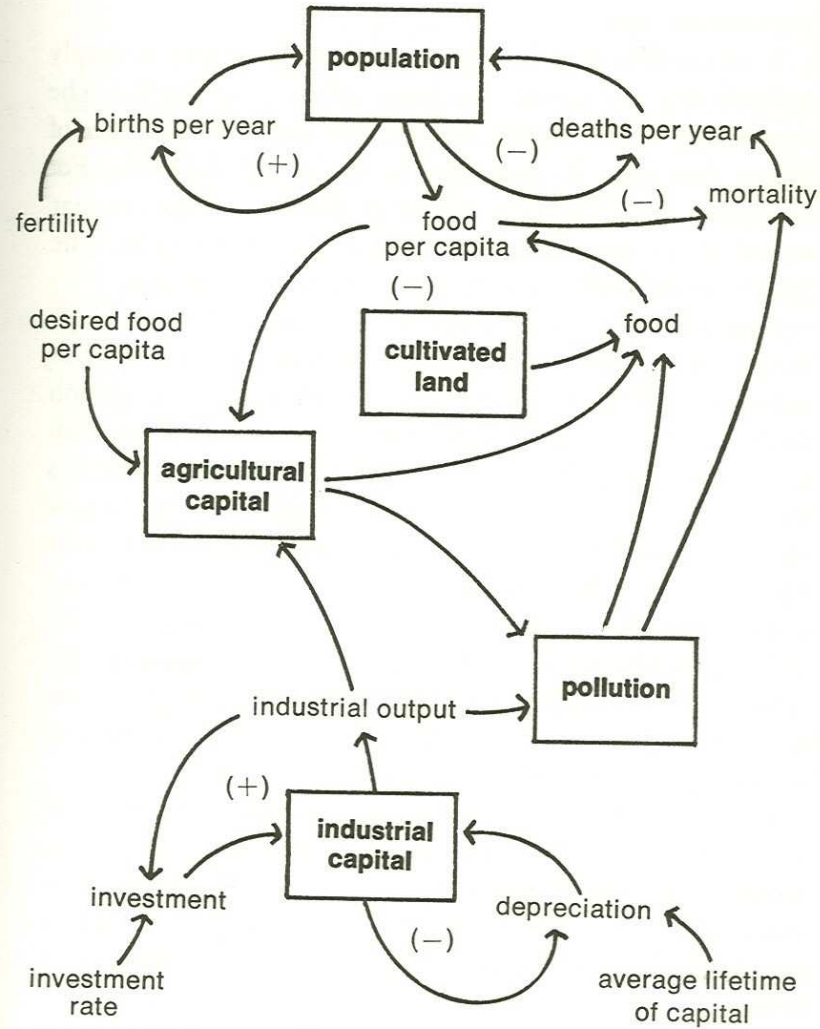 population
births per year
deaths per year
(+)
(−)
fertility
mortality
(−)
food
per capita
(−)
desired food
per capita
food
cultivated
land
agricultural
capital
pollution
industrial output
(+)
industrial
capital
investment
depreciation
(−)
investment
rate
average lifetime
of capital